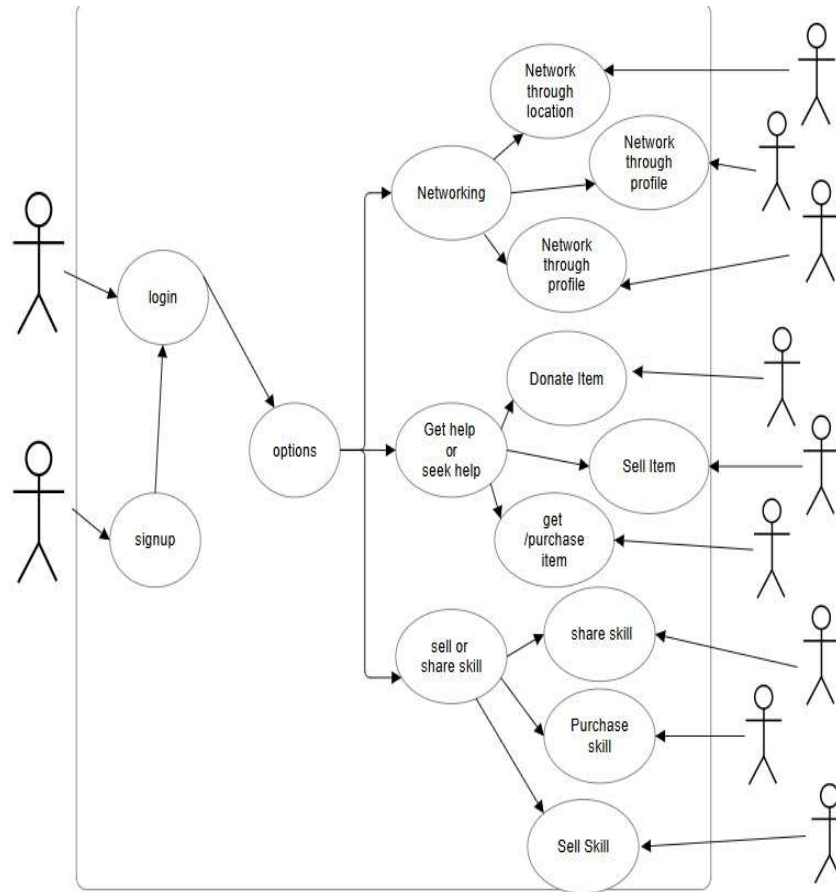 Network
through
location
Network
through
profile
Networking
Network
through
profile
login
Donate Item
Get help
or
seek help
options
Sell Item
get
/purchase
item
signup
share skill
sell or
share skill
Purchase
skill
Sell Skill